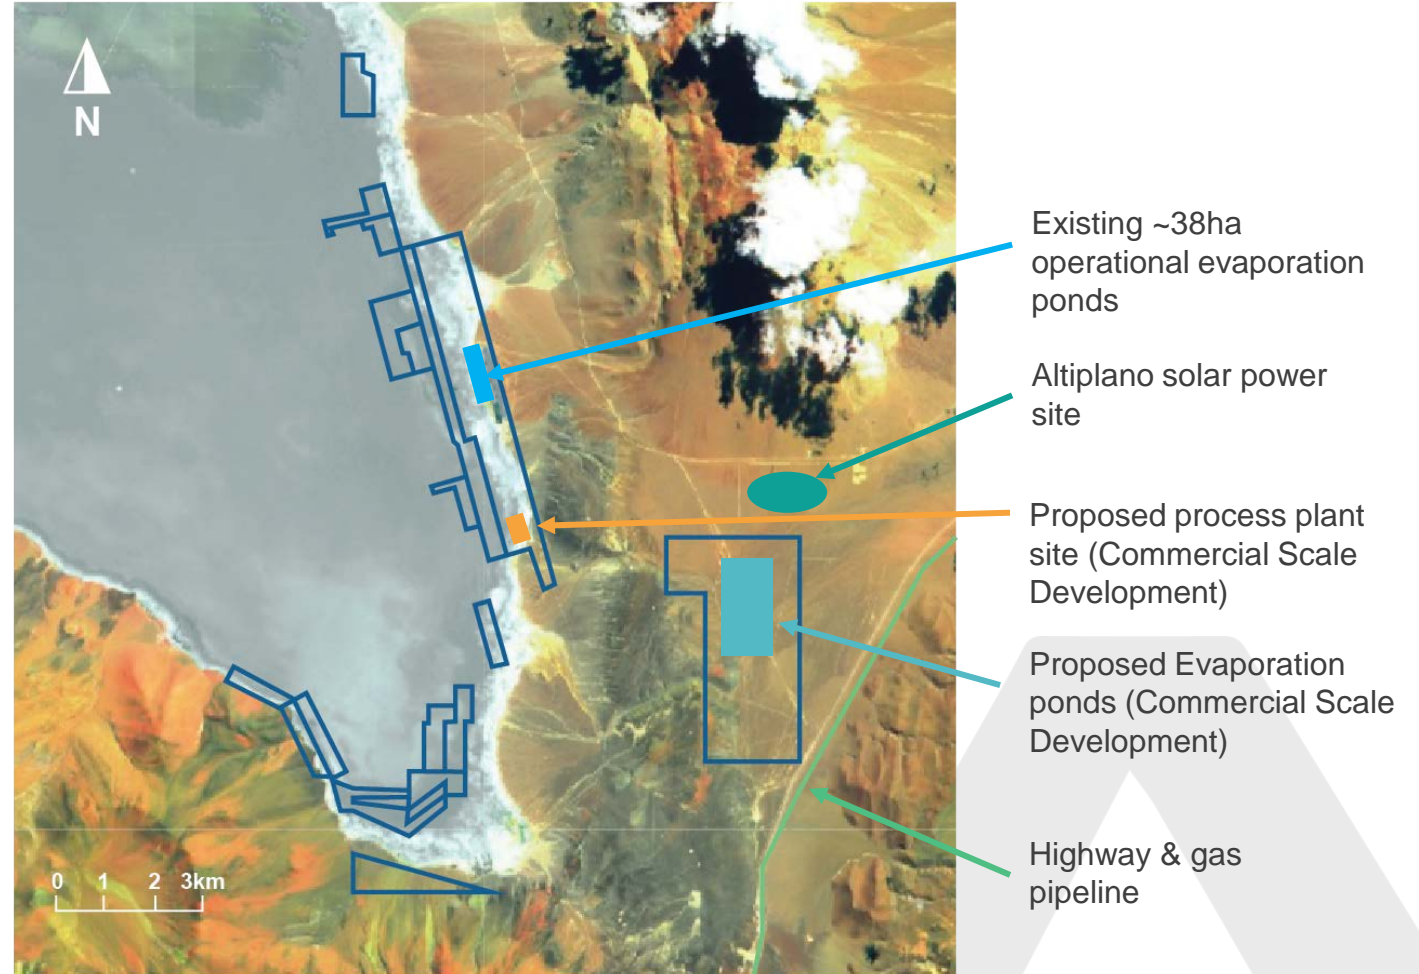 N
Existing ~38ha
operational evaporation
ponds
Altiplano solar power
site
Proposed process plant
site (Commercial Scale
Development)
Proposed Evaporation
ponds (Commercial Scale
Development)
Highway & gas
pipeline
0 1 2 3km